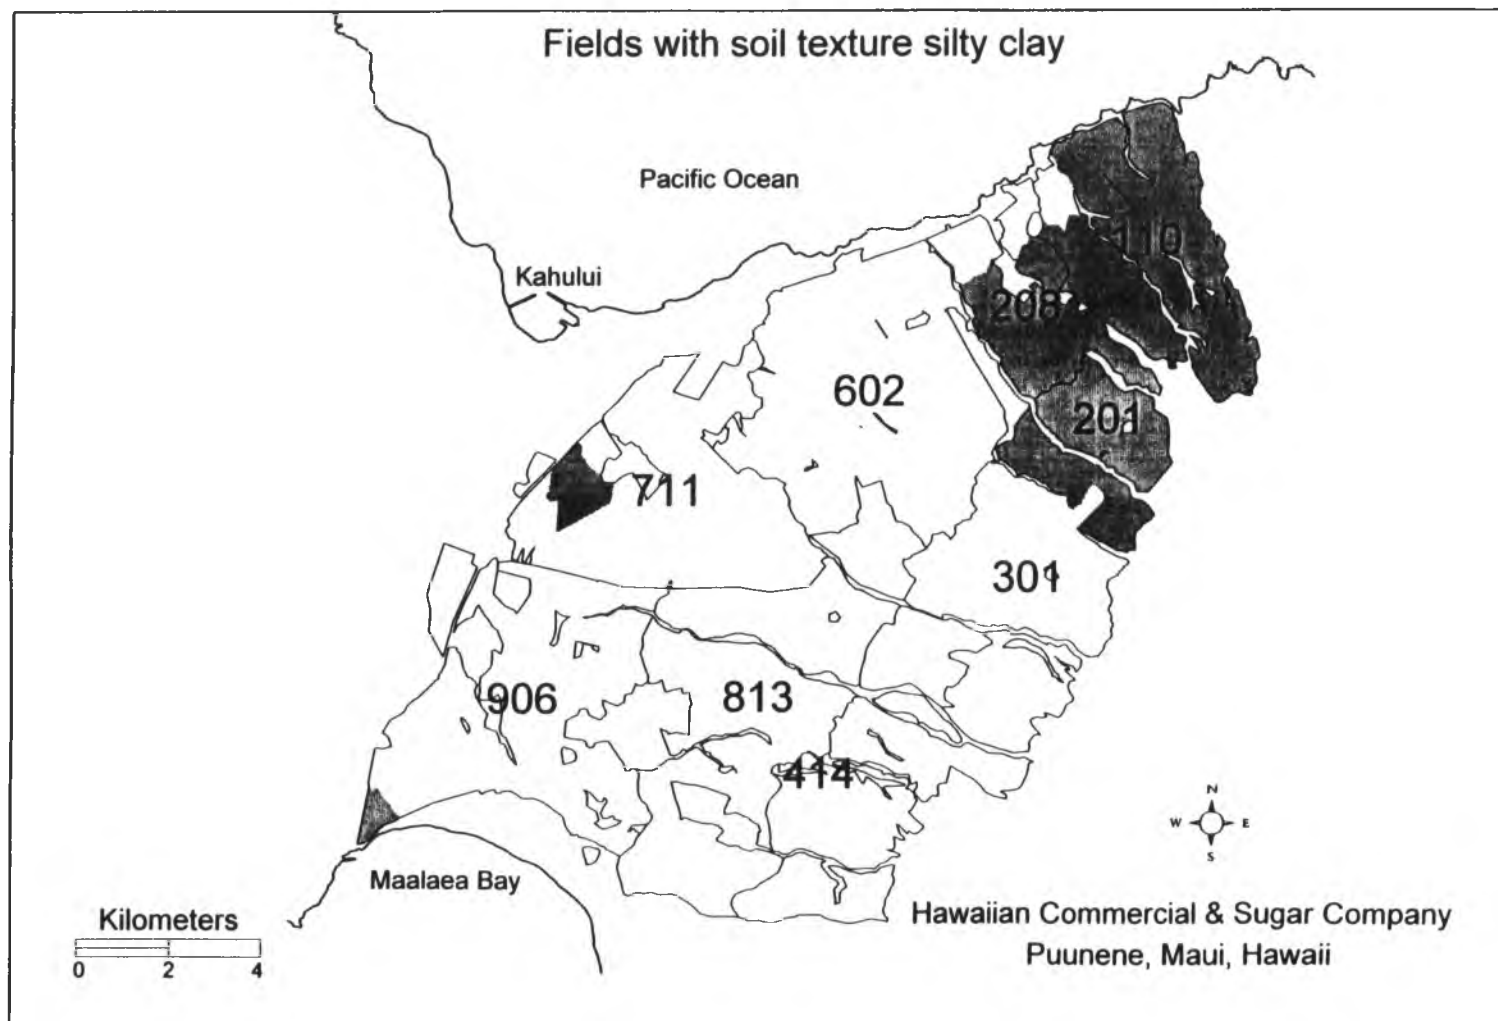 Fields with soil texture silty clay
Pacific Ocean
110
Kahului
208
602
201
711
301
906
813
414
N
W E
S
Maalaea Bay
Kilometers
0 2 4
Hawaiian Commercial & Sugar Company
Puunene, Maui, Hawaii